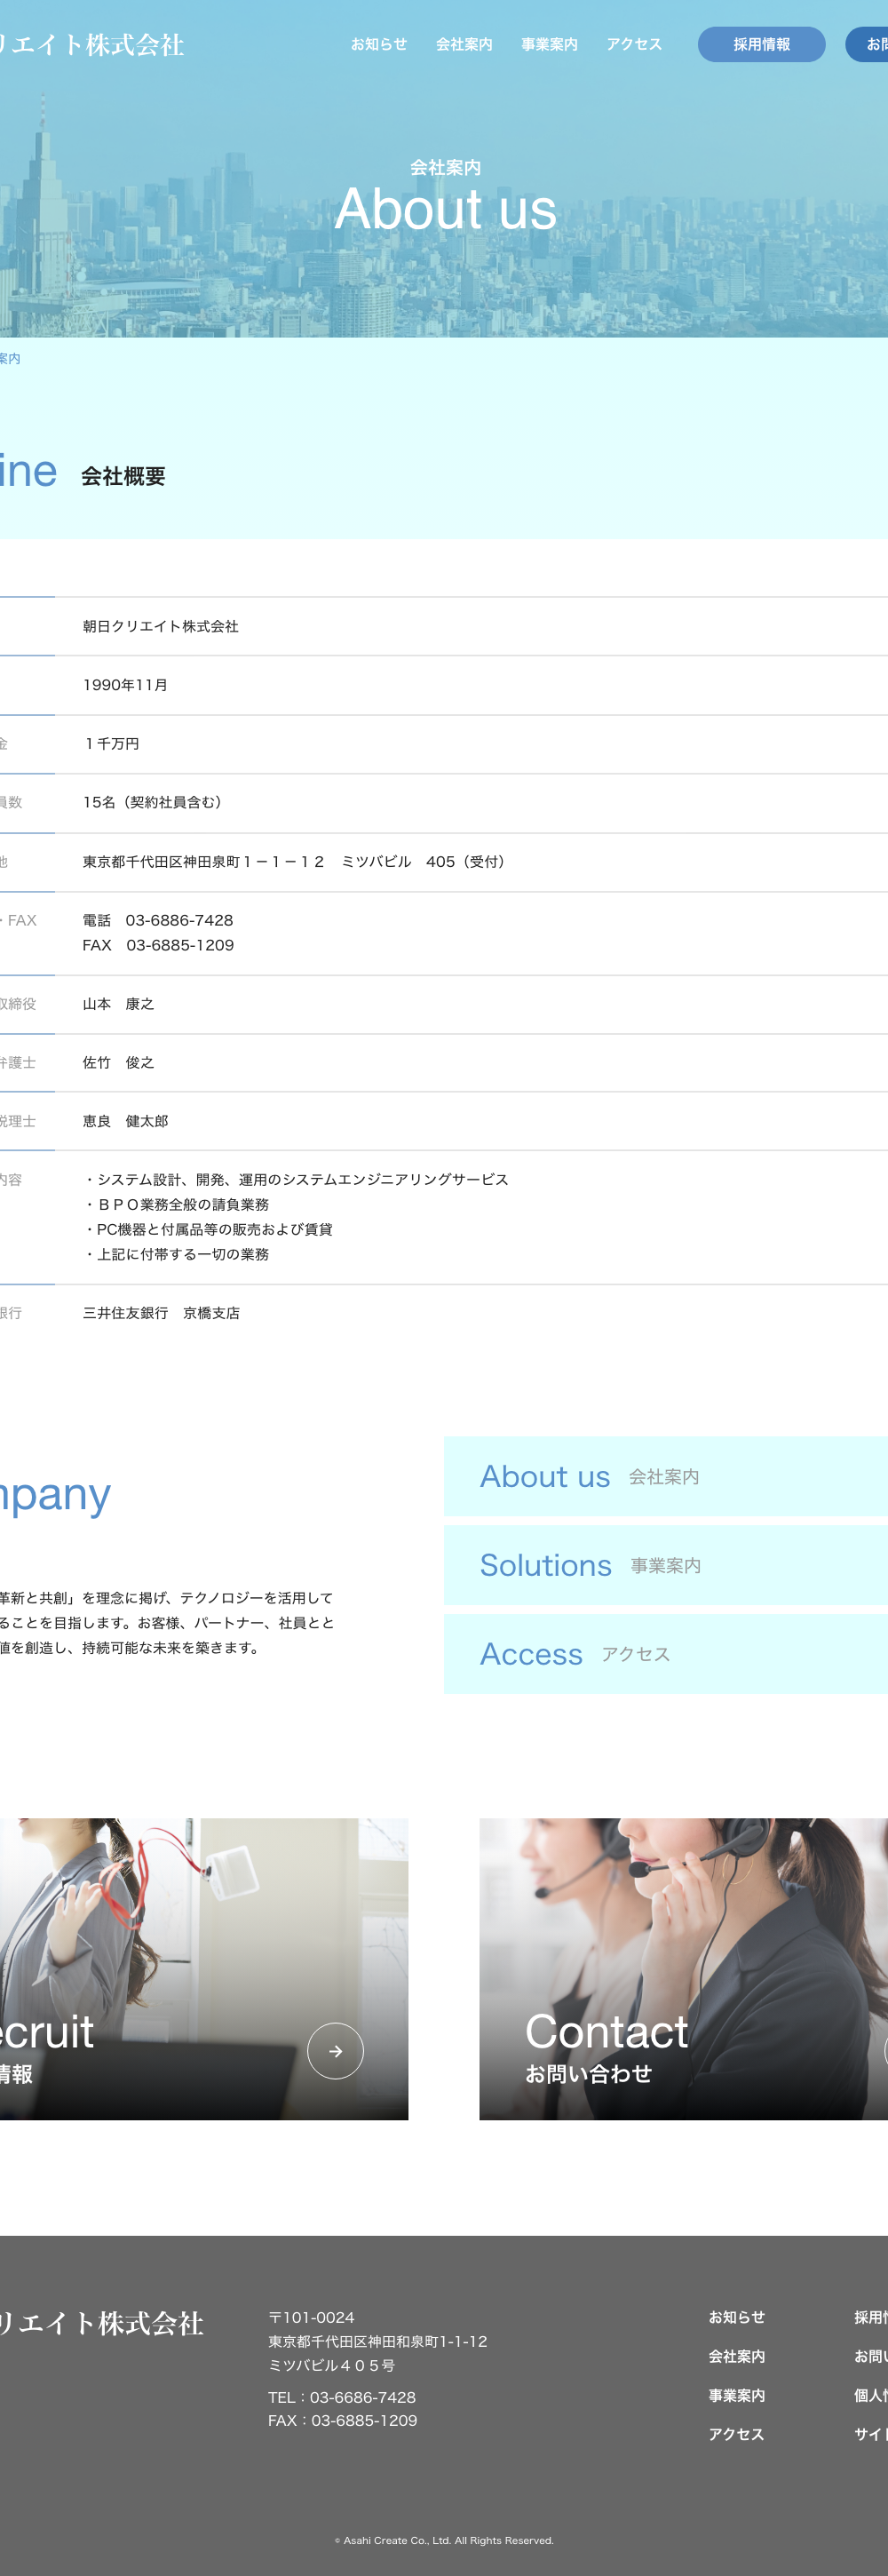 リエイト株式会社
お知らせ 会社案内 事業案内 アクセス 採用情報 お問
会社案内
About us
案内
ine 会社概要
朝日クリエイト株式会社
1990年11月
金 １千万円
員数 15名（契約社員含む）
地 東京都千代田区神田泉町１－１－１２　ミツバビル　405（受付）
・FAX 電話　03-6886-7428
FAX　03-6885-1209
取締役 山本　康之
弁護士 佐竹　俊之
税理士 恵良　健太郎
内容 ・システム設計、開発、運用のシステムエンジニアリングサービス
・ＢＰＯ業務全般の請負業務
・PC機器と付属品等の販売および賃貸
・上記に付帯する一切の業務
銀行 三井住友銀行　京橋支店
mpany
革新と共創」を理念に掲げ、テクノロジーを活用して
ることを目指します。お客様、パートナー、社員とと
値を創造し、持続可能な未来を築きます。
About us 会社案内
Solutions 事業案内
Access アクセス
ecruit
情報
Contact
お問い合わせ
リエイト株式会社
〒101-0024
東京都千代田区神田和泉町1-1-12
ミツバビル４０５号
TEL：03-6686-7428
FAX：03-6885-1209
お知らせ
会社案内
事業案内
アクセス
採用情
お問い
個人情
サイト
© Asahi Create Co., Ltd. All Rights Reserved.